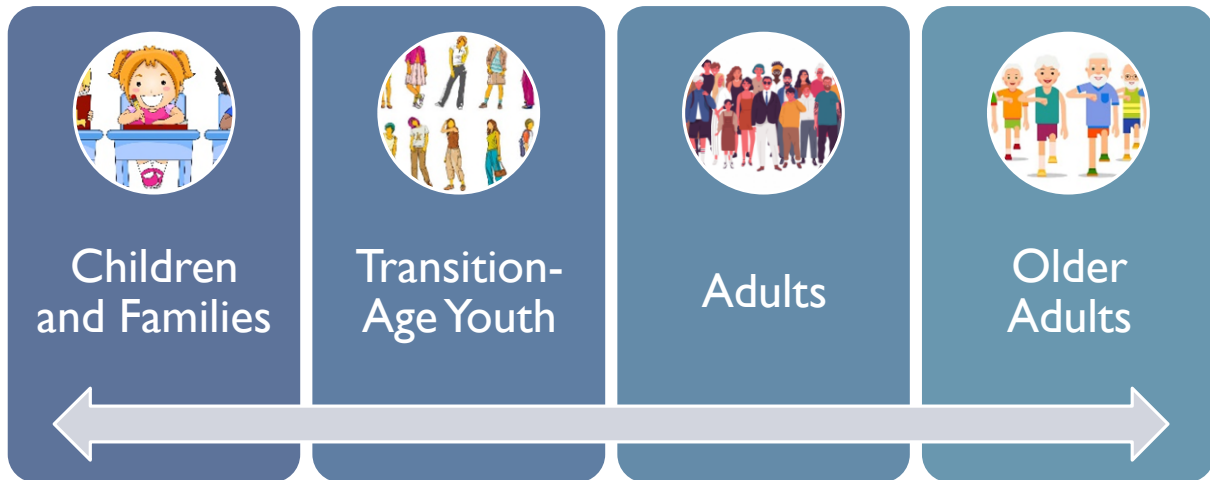 Children
and Families
Transition-
Age Youth
Adults
Older
Adults